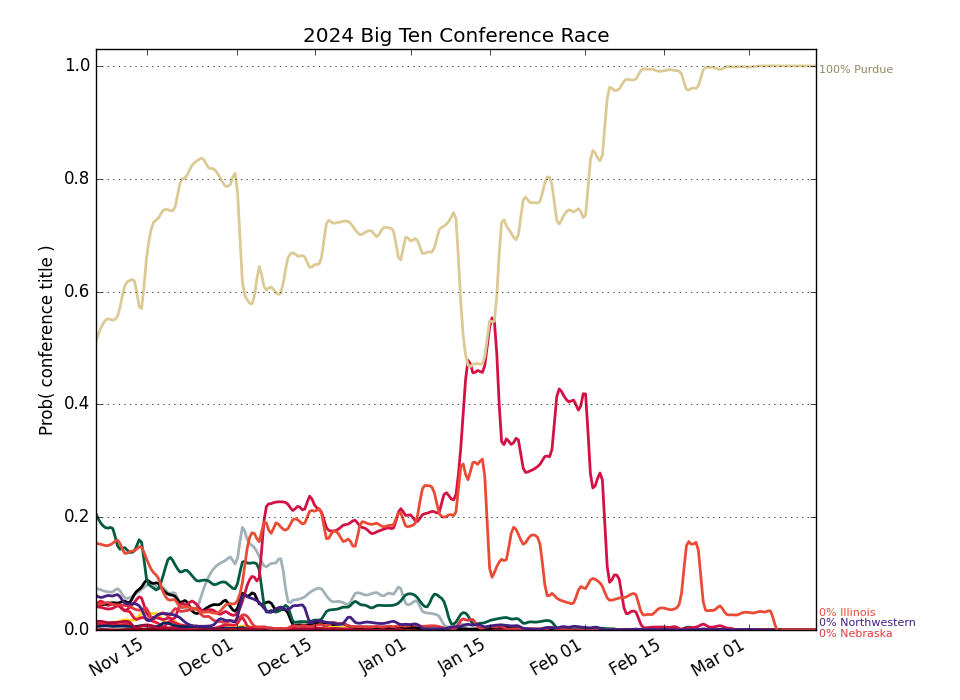 2024 Big Ten Conference Race
Prob( conference title )
1.0
0.8
0.6
0.4
0.2
0.0
Nov 15
Dec 01
Dec 15
Jan 01
Jan 15
Feb 01
Feb 15
Mar 01
100% Purdue
0% Illinois
0% Northwestern
0% Nebraska